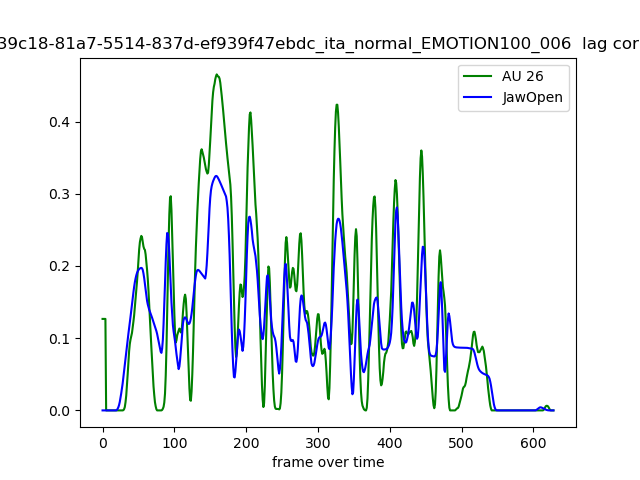 39c18-81a7-5514-837d-ef939f47ebdc_ita_normal_EMOTION100_006 lag cor
AU 26
JawOpen
0.4
0.3
0.2
0.1
0.0
0 100 200 300 400 500 600
frame over time